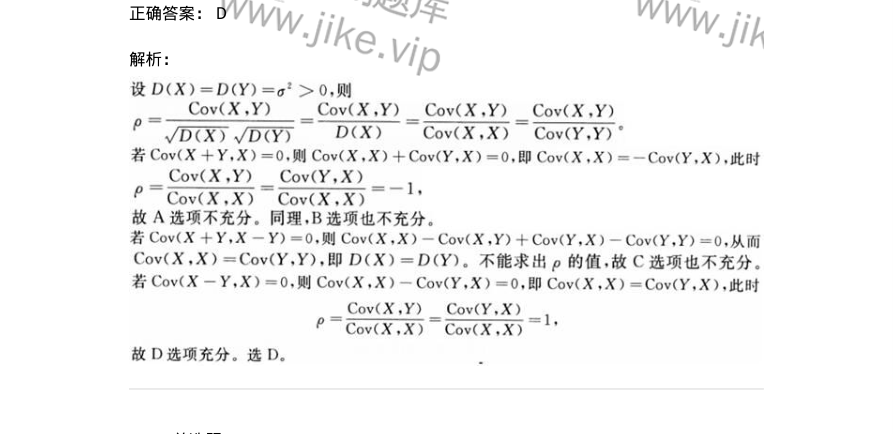 正确答案： D
题库
www.jike.vip
www.jik
解析：
设 D(X)=D(Y)=σ²>0,则
ρ=Cov(X,Y)/√D(X)√D(Y)=Cov(X,Y)/D(X)=Cov(X,Y)/Cov(X,X)=Cov(X,Y)/Cov(Y,Y)。
若 Cov(X+Y,X)=0,则 Cov(X,X)+Cov(Y,X)=0,即 Cov(X,X)=-Cov(Y,X),此时
ρ=Cov(X,Y)/Cov(X,X)=Cov(Y,X)/Cov(X,X)=-1,
故 A 选项不充分。同理,B 选项也不充分。
若 Cov(X+Y,X-Y)=0,则 Cov(X,X)-Cov(X,Y)+Cov(Y,X)-Cov(Y,Y)=0,从而
Cov(X,X)=Cov(Y,Y),即 D(X)=D(Y)。不能求出 ρ 的值,故 C 选项也不充分。
若 Cov(X-Y,X)=0,则 Cov(X,X)-Cov(Y,X)=0,即 Cov(X,X)=Cov(Y,X),此时
ρ=Cov(X,Y)/Cov(X,X)=Cov(Y,X)/Cov(X,X)=1,
故 D 选项充分。选 D。